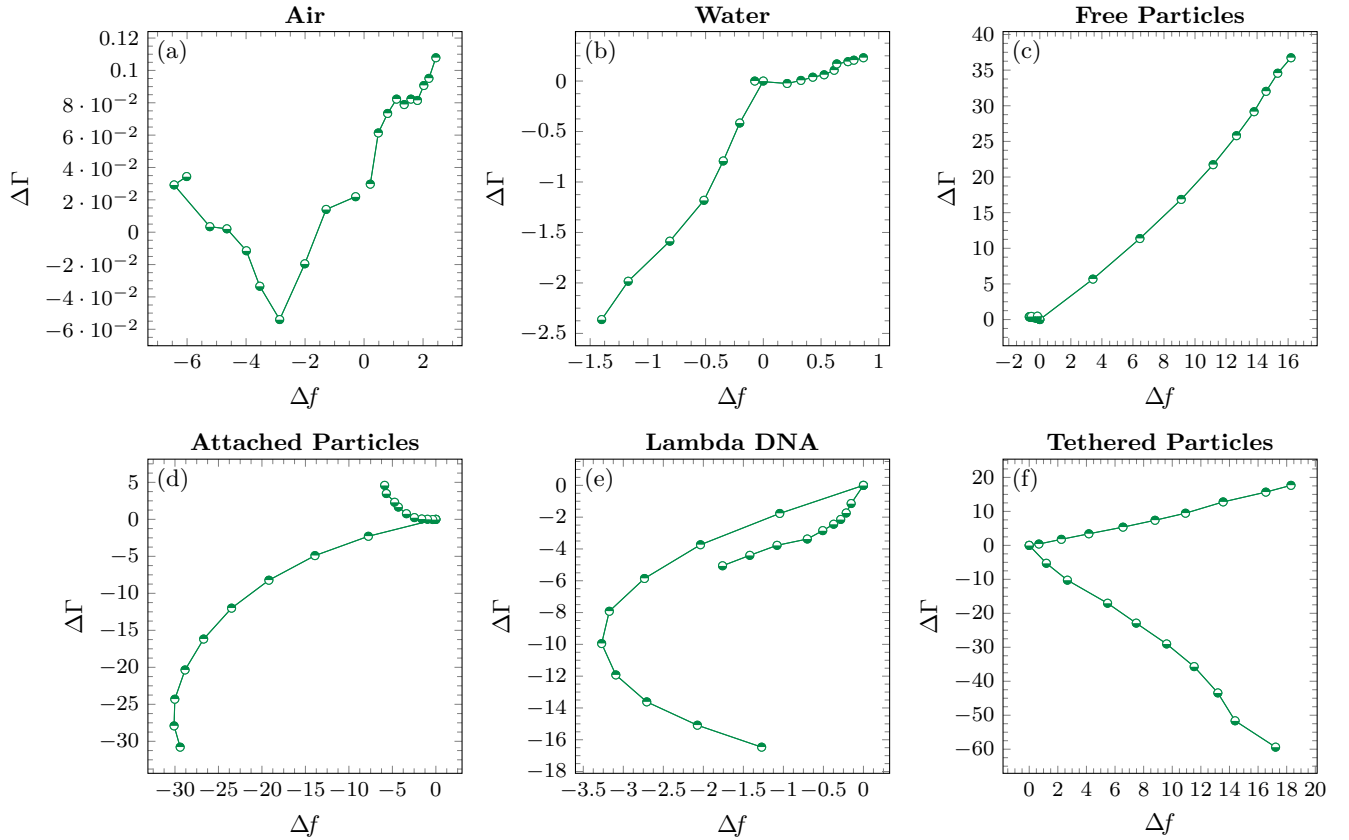 Air
(a)
0.12
0.1
8 · 10⁻²
6 · 10⁻²
4 · 10⁻²
2 · 10⁻²
0
−2 · 10⁻²
−4 · 10⁻²
−6 · 10⁻²
−6 −4 −2 0 2
ΔΓ
Δf
Water
(b)
0
−0.5
−1
−1.5
−2
−2.5
−1.5 −1 −0.5 0 0.5 1
ΔΓ
Δf
Free Particles
(c)
40
35
30
25
20
15
10
5
0
−2 0 2 4 6 8 10 12 14 16
ΔΓ
Δf
Attached Particles
(d)
5
0
−5
−10
−15
−20
−25
−30
−30 −25 −20 −15 −10 −5 0
ΔΓ
Δf
Lambda DNA
(e)
0
−2
−4
−6
−8
−10
−12
−14
−16
−18
−3.5 −3 −2.5 −2 −1.5 −1 −0.5 0
ΔΓ
Δf
Tethered Particles
(f)
20
10
0
−10
−20
−30
−40
−50
−60
0 2 4 6 8 10 12 14 16 18 20
ΔΓ
Δf